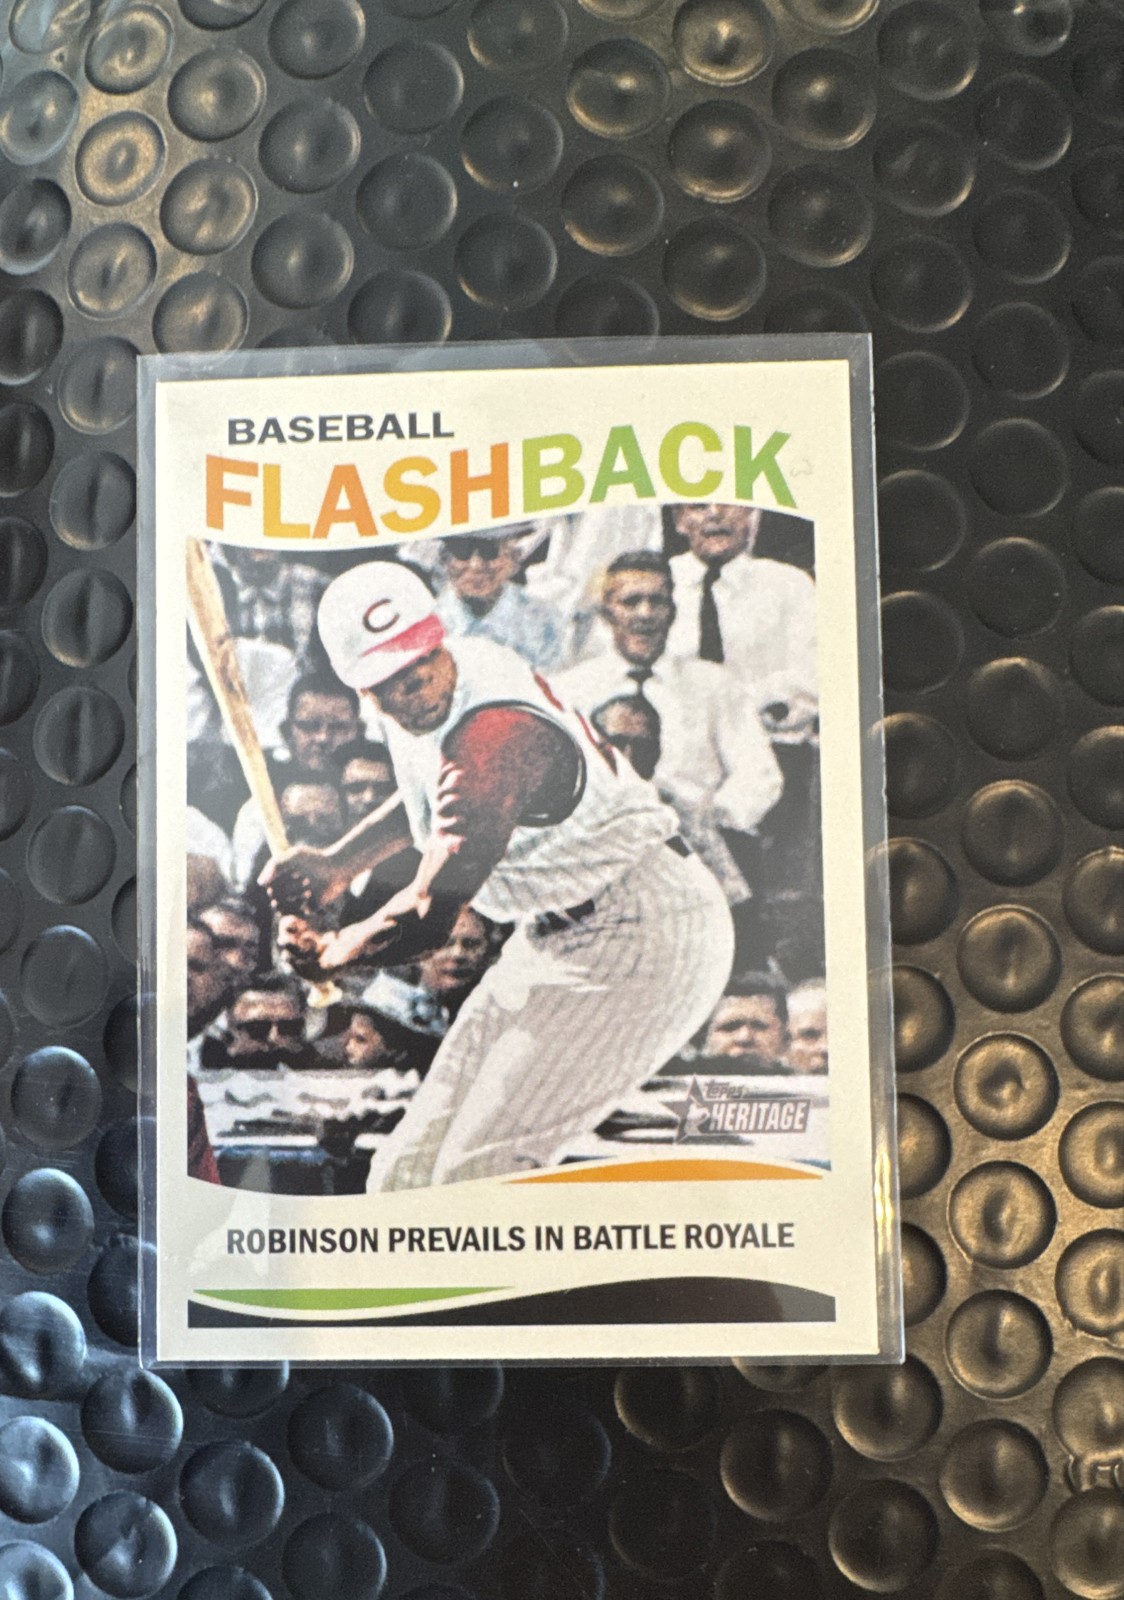 BASEBALL
FLASHBACK
C
TOPPS
HERITAGE
ROBINSON PREVAILS IN BATTLE ROYALE